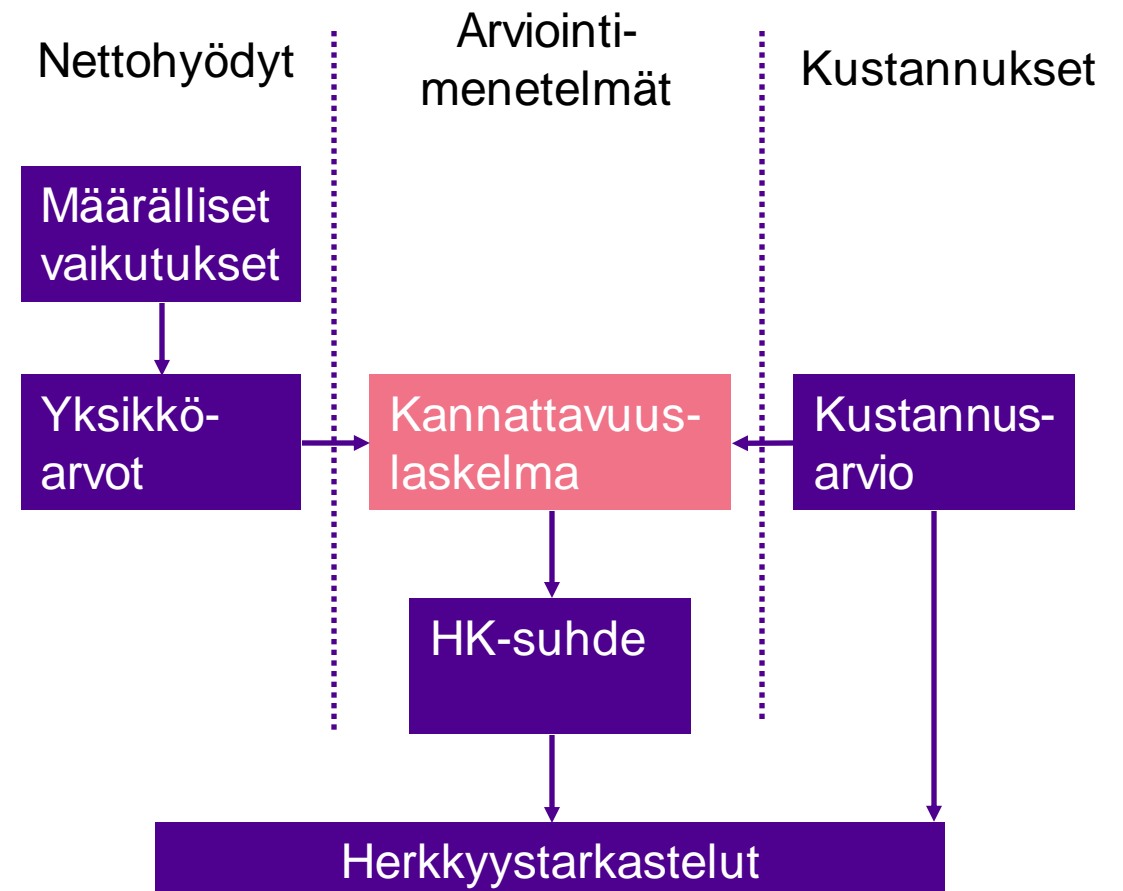 Nettohyödyt
Arviointi-
menetelmät
Kustannukset
Määrälliset
vaikutukset
Yksikkö-
arvot
Kannattavuus-
laskelma
Kustannus-
arvio
HK-suhde
Herkkyystarkastelut